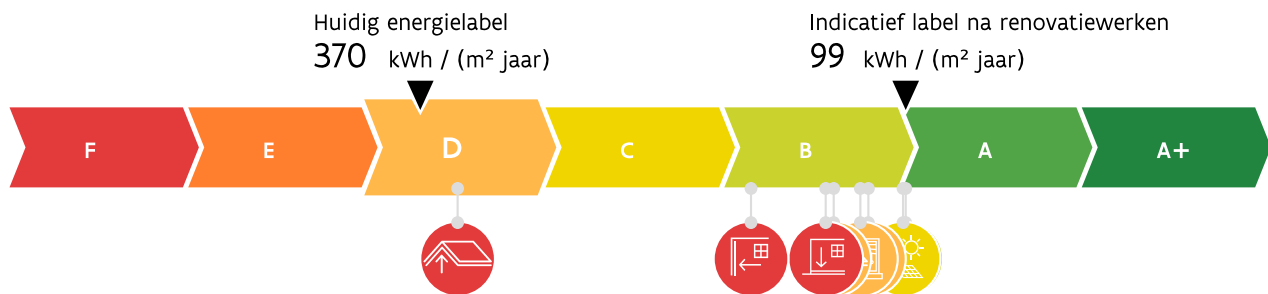 Huidig energielabel
370 kWh / (m² jaar)
Indicatief label na renovatiewerken
99 kWh / (m² jaar)
F
E
D
C
B
A
A+